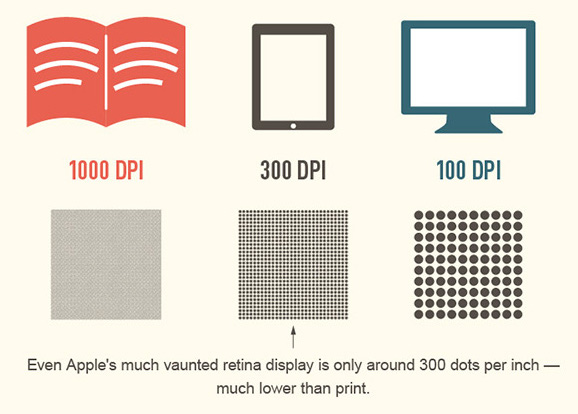 1000 DPI
300 DPI
100 DPI
Even Apple's much vaunted retina display is only around 300 dots per inch —
much lower than print.